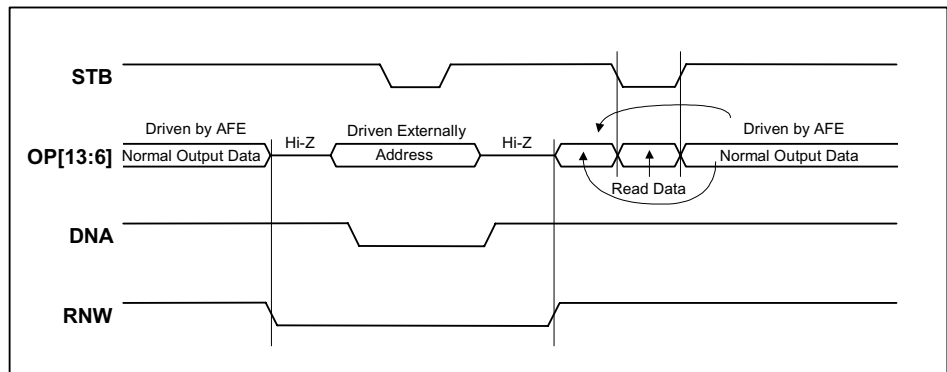 STB
Driven by AFE
Hi-Z
Driven Externally
Hi-Z
Driven by AFE
OP[13:6]
Normal Output Data
Address
Normal Output Data
Read Data
DNA
RNW